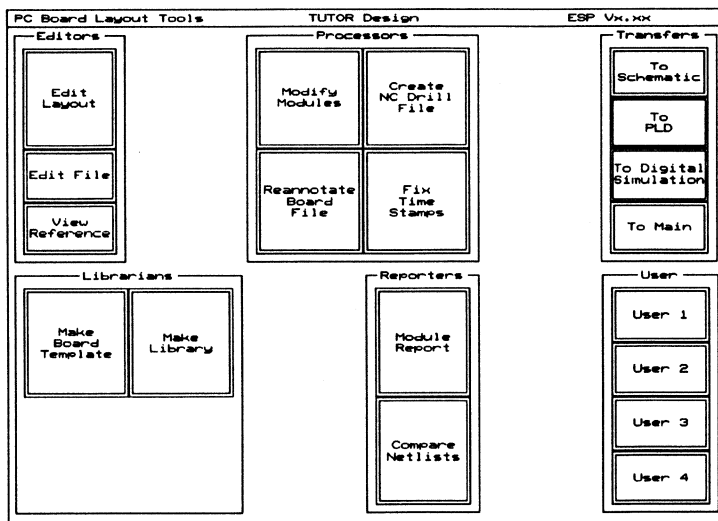 PC Board Layout Tools TUTOR Design ESP Vx.xx
Editors
Edit
Layout
Edit File
View
Reference
Processors
Modify
Modules
Create
NC Drill
File
Reannotate
Board
File
Fix
Time
Stamps
Transfers
To
Schematic
To
PLD
To Digital
Simulation
To Main
Librarians
Make
Board
Template
Make
Library
Reporters
Module
Report
Compare
Netlists
User
User 1
User 2
User 3
User 4